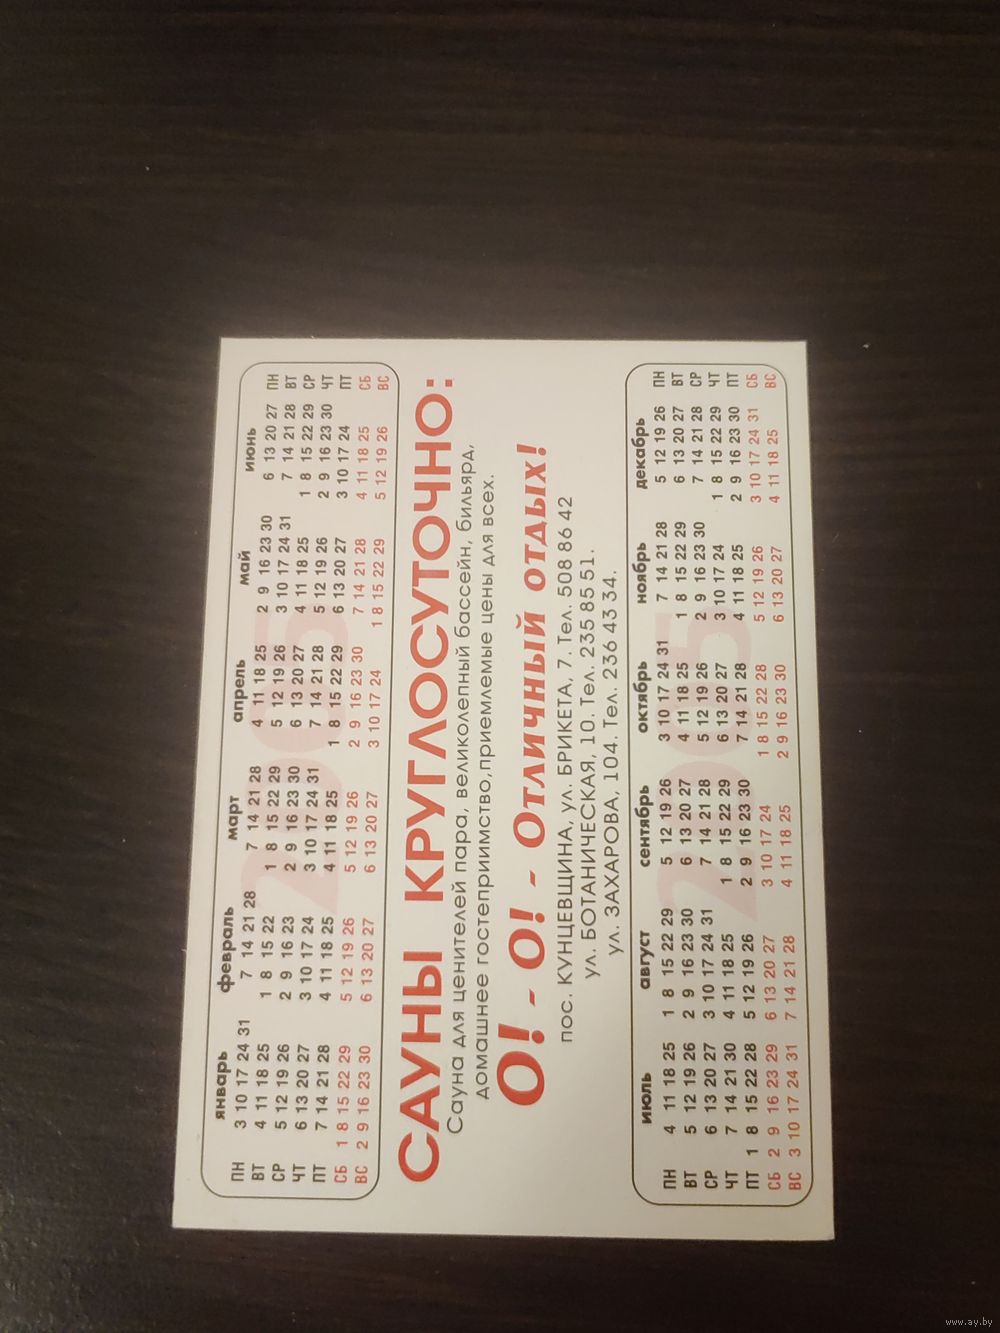 январь февраль март апрель май июнь
ПН 3 10 17 24 31 7 14 21 28 7 14 21 28 4 11 18 25 2 9 16 23 30 6 13 20 27 ПН
ВТ 4 11 18 25 1 8 15 22 1 8 15 22 29 5 12 19 26 3 10 17 24 31 7 14 21 28 ВТ
СР 5 12 19 26 2 9 16 23 2 9 16 23 30 6 13 20 27 4 11 18 25 1 8 15 22 29 СР
ЧТ 6 13 20 27 3 10 17 24 3 10 17 24 31 7 14 21 28 5 12 19 26 2 9 16 23 30 ЧТ
ПТ 7 14 21 28 4 11 18 25 4 11 18 25 1 8 15 22 29 6 13 20 27 3 10 17 24 ПТ
СБ 1 8 15 22 29 5 12 19 26 5 12 19 26 2 9 16 23 30 7 14 21 28 4 11 18 25 СБ
ВС 2 9 16 23 30 6 13 20 27 6 13 20 27 3 10 17 24 1 8 15 22 29 5 12 19 26 ВС
2005
САУНЫ КРУГЛОСУТОЧНО:
Сауна для ценителей пара, великолепный бассейн, бильярд,
домашнее гостеприимство,приемлемые цены для всех.
О! - О! - О! - Отличный отдых!
пос. КУНЦЕВЩИНА, ул. БРИКЕТА, 7. Тел. 508 86 42
ул. БОТАНИЧЕСКАЯ, 10. Тел. 235 85 51.
ул. ЗАХАРОВА, 104. Тел. 236 43 34.
июль август сентябрь октябрь ноябрь декабрь
ПН 4 11 18 25 1 8 15 22 29 5 12 19 26 3 10 17 24 31 7 14 21 28 5 12 19 26 ПН
ВТ 5 12 19 26 2 9 16 23 30 6 13 20 27 4 11 18 25 1 8 15 22 29 6 13 20 27 ВТ
СР 6 13 20 27 3 10 17 24 31 7 14 21 28 5 12 19 26 2 9 16 23 30 7 14 21 28 СР
ЧТ 7 14 21 30 4 11 18 25 1 8 15 22 29 6 13 20 27 3 10 17 24 1 8 15 22 29 ЧТ
ПТ 1 8 15 22 28 5 12 19 26 2 9 16 23 30 7 14 21 28 4 11 18 25 2 9 16 23 30 ПТ
СБ 2 9 16 23 29 6 13 20 27 3 10 17 24 1 8 15 22 28 5 12 19 26 3 10 17 24 31 СБ
ВС 3 10 17 24 31 7 14 21 28 4 11 18 25 2 9 16 23 30 6 13 20 27 4 11 18 25 ВС
2005
www.ay.by